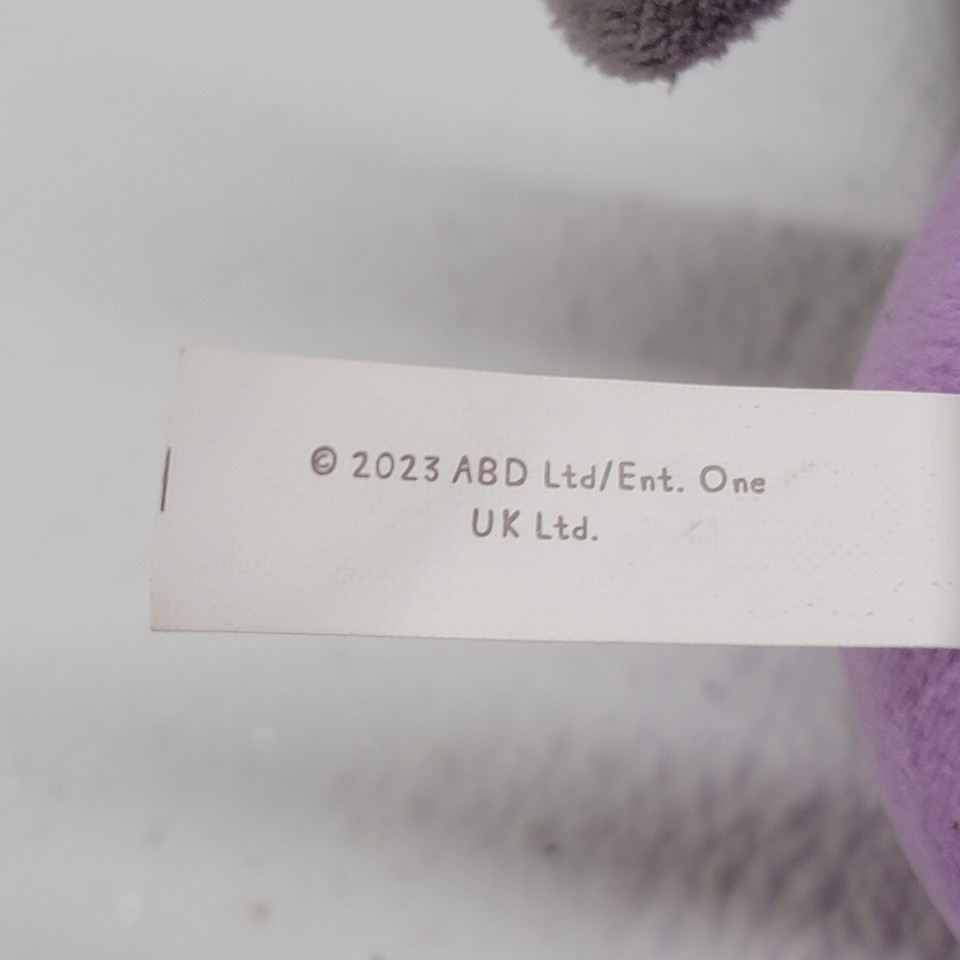 © 2023 ABD Ltd/Ent. One
UK Ltd.